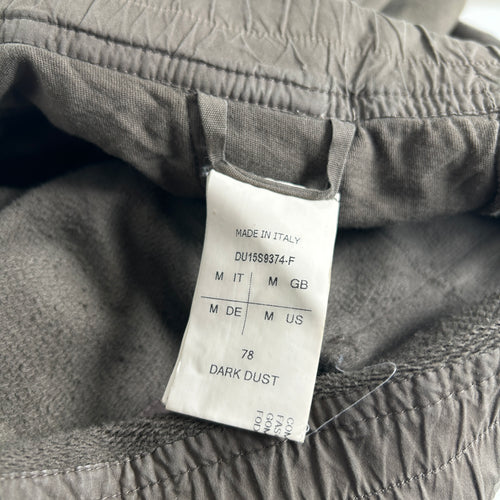 MADE IN ITALY
DU15S9374-F
M IT M GB
M DE M US
78
DARK DUST